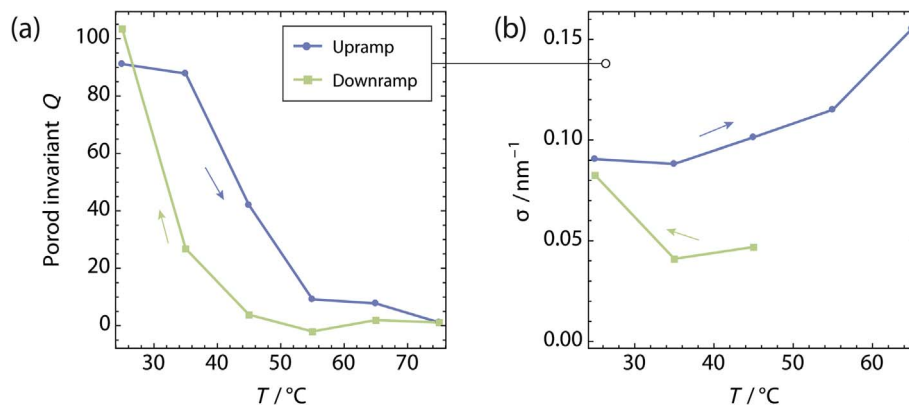 (a)
Porod invariant Q
100
80
60
40
20
0
30 40 50 60 70
T / °C
Upramp
Downramp
(b)
σ / nm⁻¹
0.15
0.10
0.05
0.00
30 40 50 60
T / °C